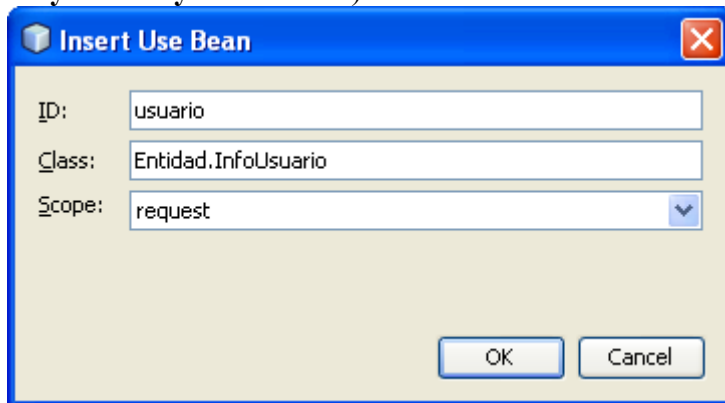 Insert Use Bean
ID: usuario
Class: Entidad.InfoUsuario
Scope: request
OK Cancel